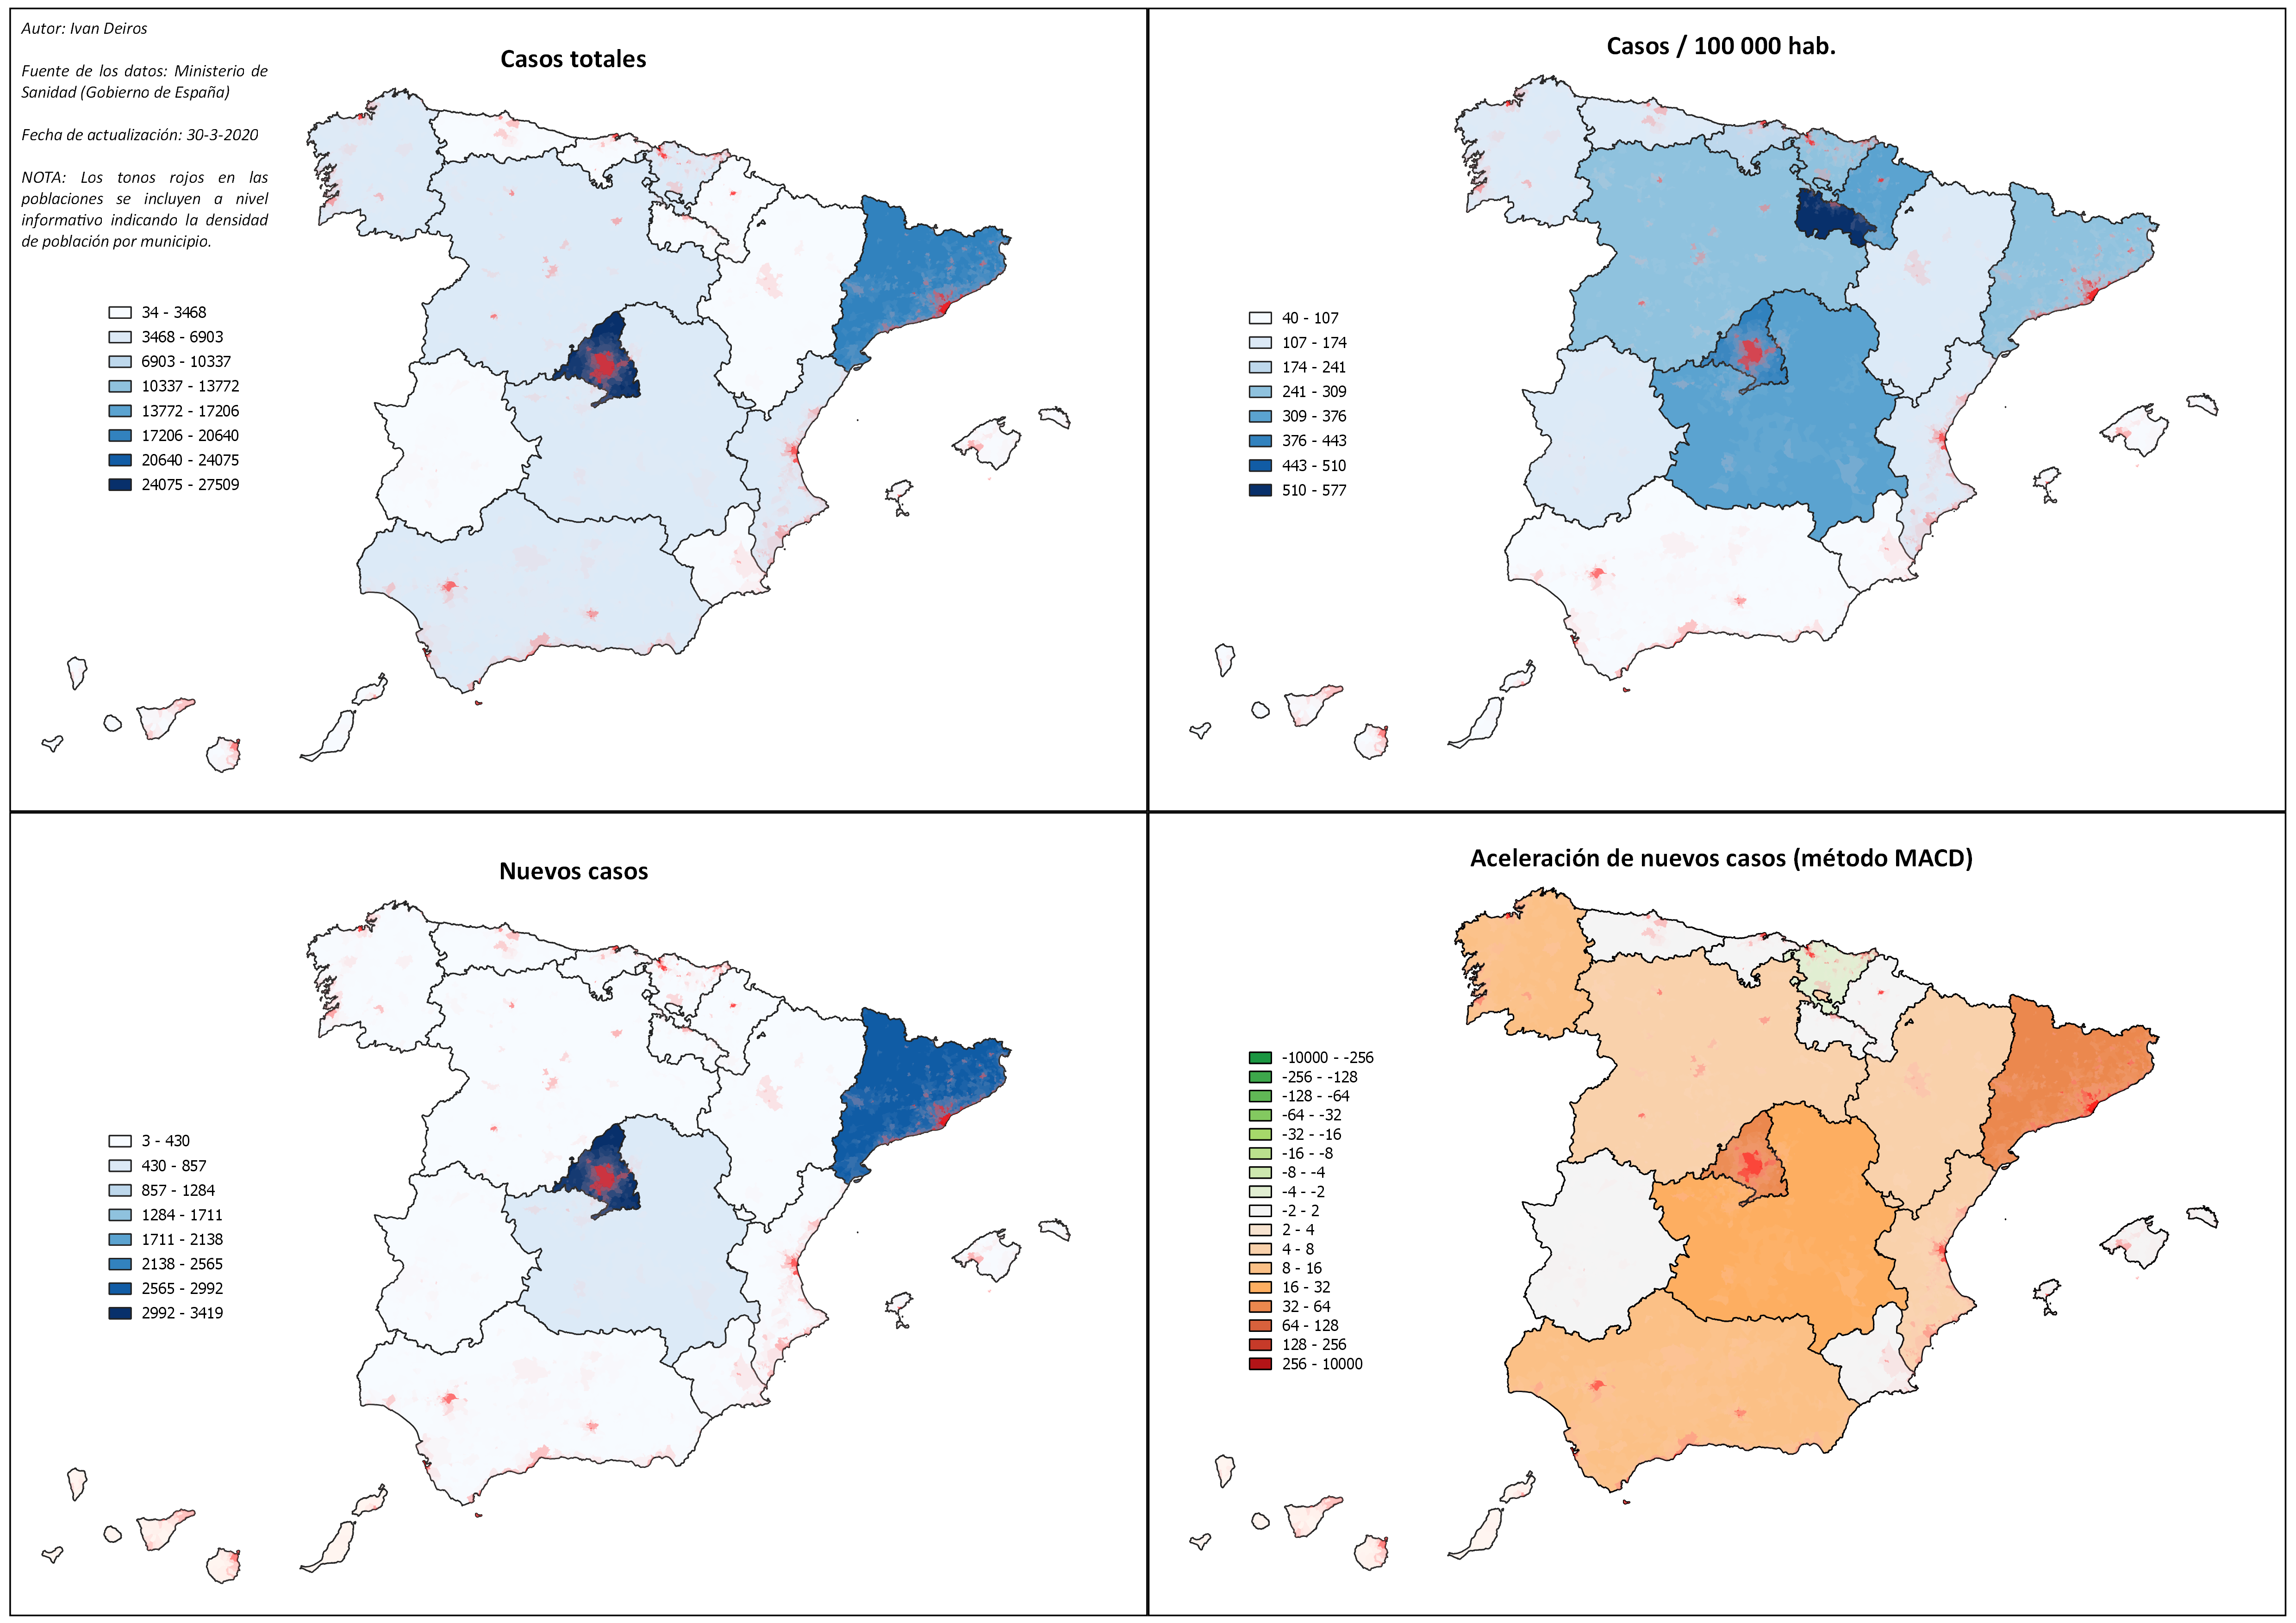 Autor: Ivan Deiros
Fuente de los datos: Ministerio de
Sanidad (Gobierno de España)
Fecha de actualización: 30-3-2020
NOTA: Los tonos rojos en las
poblaciones se incluyen a nivel
informativo indicando la densidad
de población por municipio.
Casos totales
34 - 3468
3468 - 6903
6903 - 10337
10337 - 13772
13772 - 17206
17206 - 20640
20640 - 24075
24075 - 27509
Casos / 100 000 hab.
40 - 107
107 - 174
174 - 241
241 - 309
309 - 376
376 - 443
443 - 510
510 - 577
Nuevos casos
3 - 430
430 - 857
857 - 1284
1284 - 1711
1711 - 2138
2138 - 2565
2565 - 2992
2992 - 3419
Aceleración de nuevos casos (método MACD)
-10000 - -256
-256 - -128
-128 - -64
-64 - -32
-32 - -16
-16 - -8
-8 - -4
-4 - -2
-2 - 2
2 - 4
4 - 8
8 - 16
16 - 32
32 - 64
64 - 128
128 - 256
256 - 10000